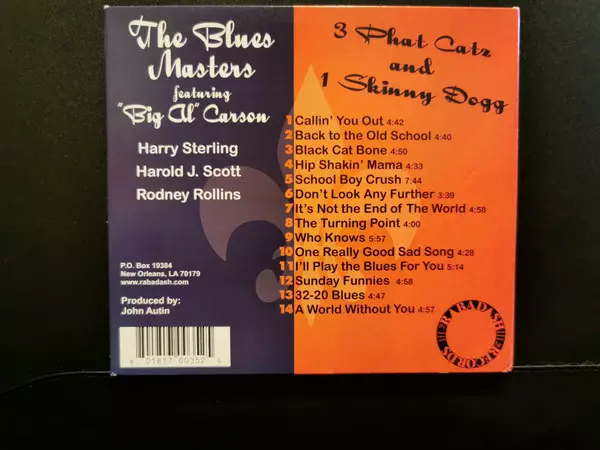 The Blues
Masters
featuring
"Big Al" Carson
Harry Sterling
Harold J. Scott
Rodney Rollins
P.O. Box 19384
New Orleans, LA 70179
www.rabadash.com
Produced by:
John Autin
8 01817 00352 5
3 Phat Catz
and
1 Skinny Dogg
1 Callin' You Out 4:42
2 Back to the Old School 4:40
3 Black Cat Bone 4:50
4 Hip Shakin' Mama 4:33
5 School Boy Crush 7:44
6 Don't Look Any Further 3:39
7 It's Not the End of The World 4:58
8 The Turning Point 4:00
9 Who Knows 5:57
10 One Really Good Sad Song 4:28
11 I'll Play the Blues For You 5:14
12 Sunday Funnies 4:58
13 32-20 Blues 4:47
14 A World Without You 4:57
RABADASH
RECORDS